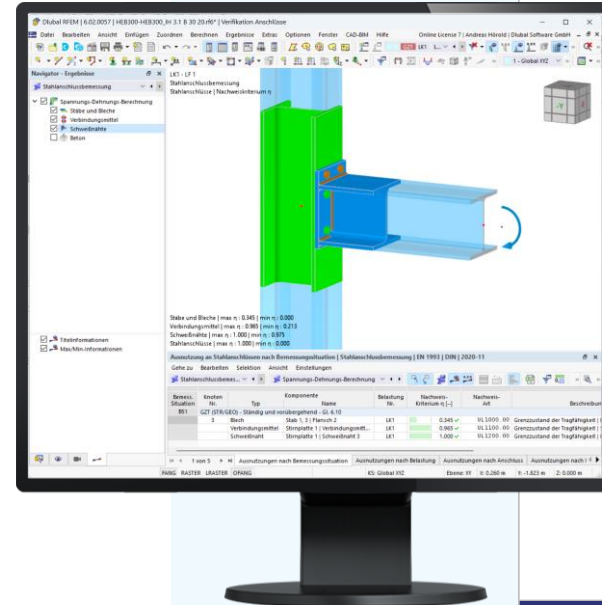 Dlubal RFEM | 6.02.0057 | HEB300-HEB300_IH 3.1 B 30 20.rf6* | Verifikation Anschlüsse
Datei Bearbeiten Ansicht Einfügen Zuordnen Berechnen Ergebnisse Extras Optionen Fenster CAD-BIM Hilfe Online License 7 | Andreas Hörold | Dlubal Software GmbH
LK1
1 - Global XYZ
Navigator - Ergebnisse
Stahlanschlussbemessung
Spannungs-Dehnungs-Berechnung
Stäbe und Bleche
Verbindungsmittel
Schweißnähte
Beton
Titelinformationen
Max/Min-Informationen
LK1 - LF 1
Stahlanschlussbemessung
Stahlanschlüsse | Nachweiskriterium η
-Y
Stäbe und Bleche | max η : 0.345 | min η : 0.000
Verbindungsmittel | max η : 0.965 | min η : 0.213
Schweißnähte | max η : 1.000 | min η : 0.975
Stahlanschlüsse | max η : 1.000 | min η : 0.000
Ausnutzung an Stahlanschlüssen nach Bemessungssituation | Stahlanschlussbemessung | EN 1993 | DIN | 2020-11
Gehe zu Bearbeiten Selektion Ansicht Einstellungen
Stahlanschlussbemes... Spannungs-Dehnungs-Berechnung
Bemess. Knoten Komponente Belastung Nachweis- Nachweis-
Situation Nr. Typ Name Nr. Kriterium η [--] Art Beschreibun
BS1 GZT (STR/GEO) - Ständig und vorübergehend - Gl. 6.10
3 Blech Stab 1, 3 | Flansch 2 LK1 0.345 UL1000.00 Grenzzustand der Tragfähigkeit |
Verbindungsmittel Stirnplatte 1 | Verbindungsmitt... LK1 0.965 UL1100.00 Grenzzustand der Tragfähigkeit |
Schweißnaht Stirnplatte 1 | Schweißnaht 3 LK1 1.000 UL1200.00 Grenzzustand der Tragfähigkeit |
1 von 5 Ausnutzungen nach Bemessungssituation Ausnutzungen nach Belastung Ausnutzungen nach Anschluss Ausnutzungen nach
FANG RASTER LRASTER OFANG KS: Global XYZ Ebene: XY X: 0.260 m Y: -1.823 m Z: 0.000 m